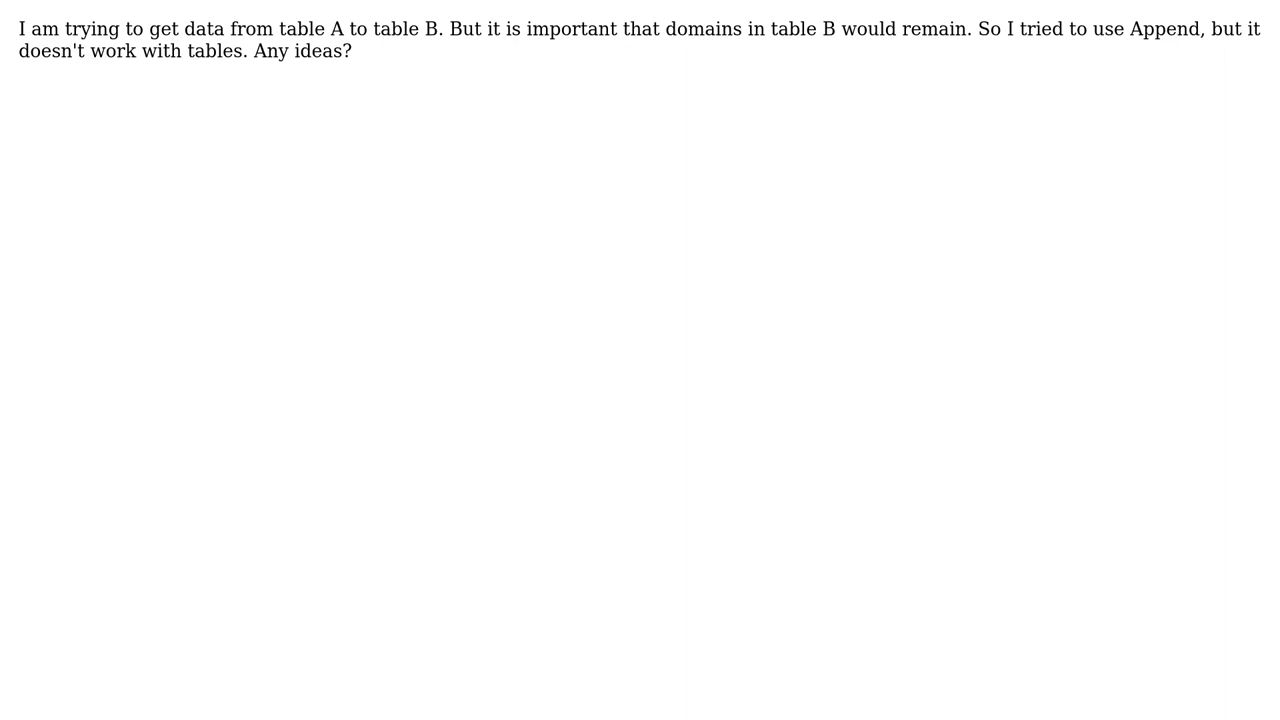 I am trying to get data from table A to table B. But it is important that domains in table B would remain. So I tried to use Append, but it
doesn't work with tables. Any ideas?